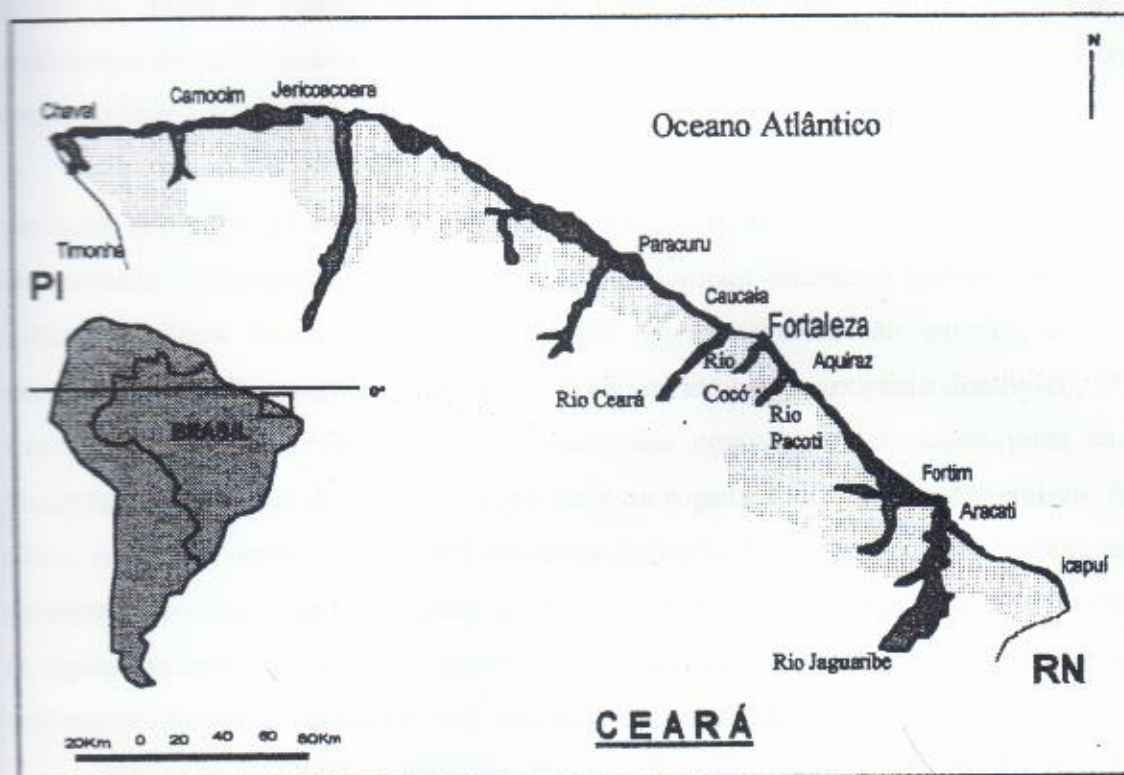 N
Jericoacoara
Camocim
Chaval
Oceano Atlântico
Timonha
Paracuru
PI
Caucaia
Fortaleza
Rio
Cocó
Aquiraz
0°
Rio Ceará
Rio
Pacoti
BRASIL
Fortim
Aracati
Icapuí
Rio Jaguaribe
RN
CEARÁ
20Km 0 20 60 80Km